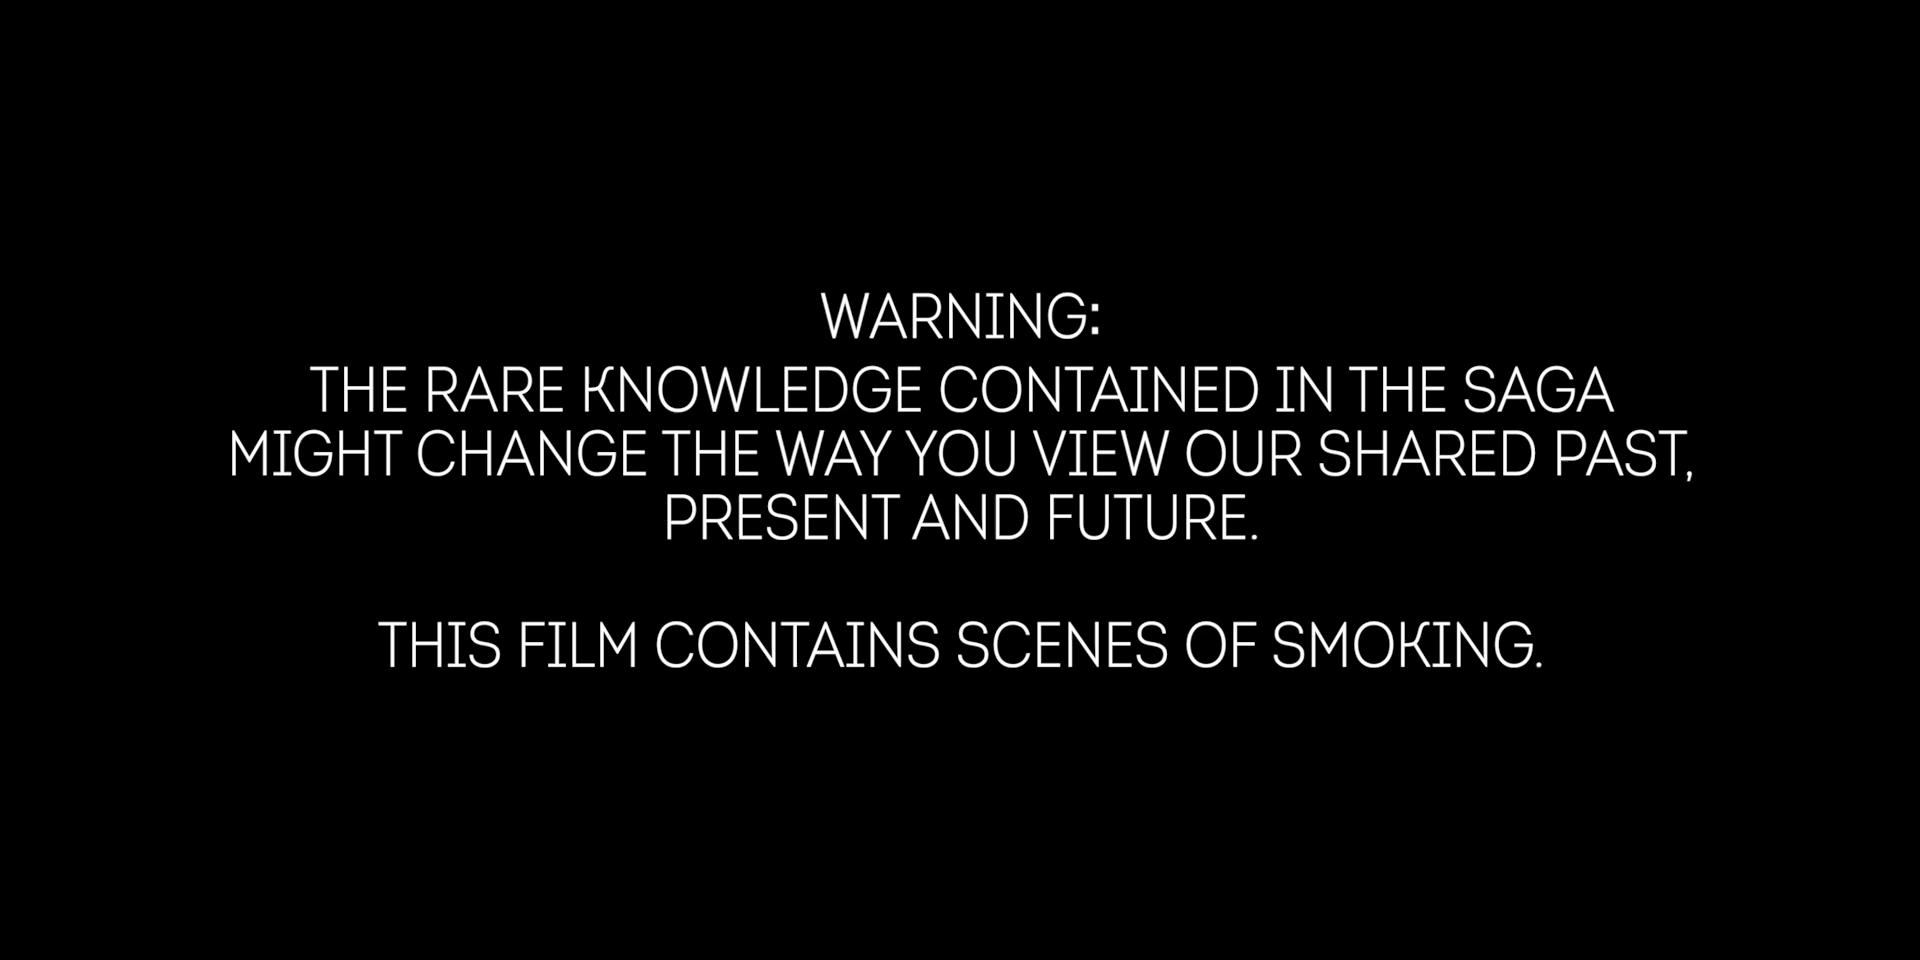 WARNING:
THE RARE KNOWLEDGE CONTAINED IN THE SAGA
MIGHT CHANGE THE WAY YOU VIEW OUR SHARED PAST,
PRESENT AND FUTURE.
THIS FILM CONTAINS SCENES OF SMOKING.